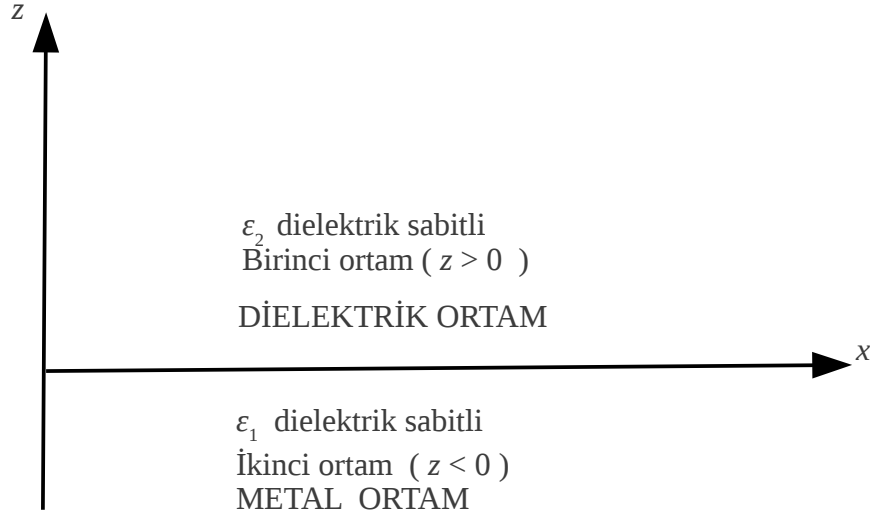 z
ε₂ dielektrik sabitli
Birinci ortam ( z > 0 )
DİELEKTRİK ORTAM
x
ε₁ dielektrik sabitli
İkinci ortam ( z < 0 )
METAL ORTAM